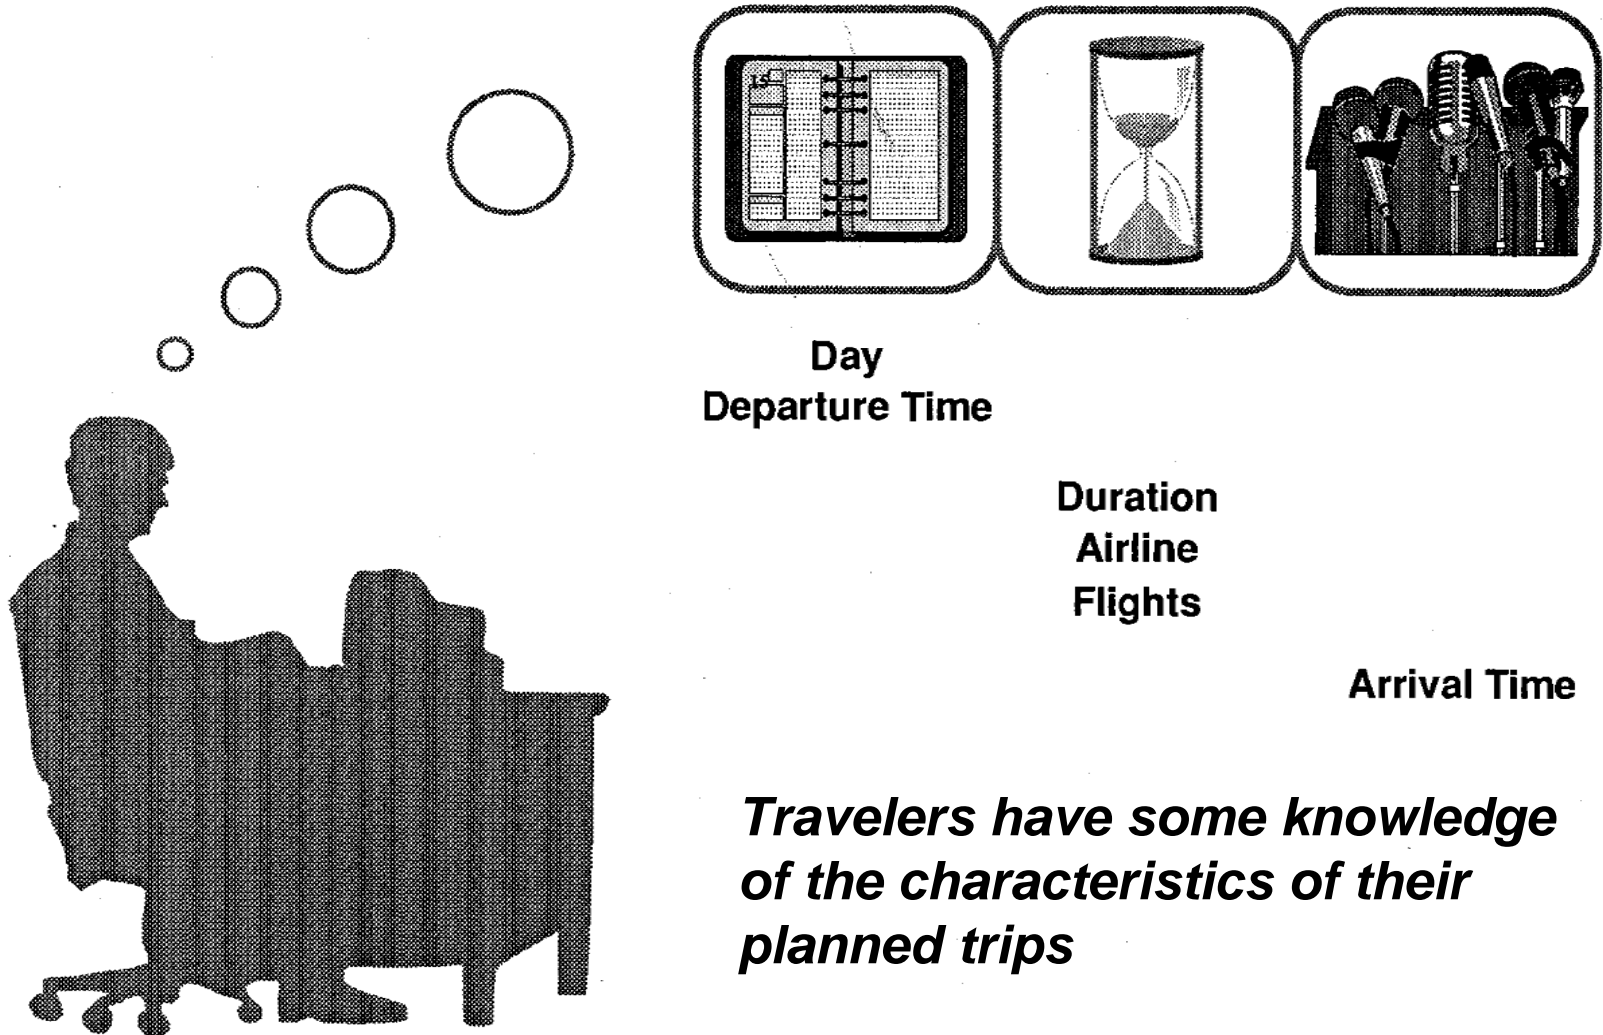 Day
Departure Time
Duration
Airline
Flights
Arrival Time
Travelers have some knowledge
of the characteristics of their
planned trips